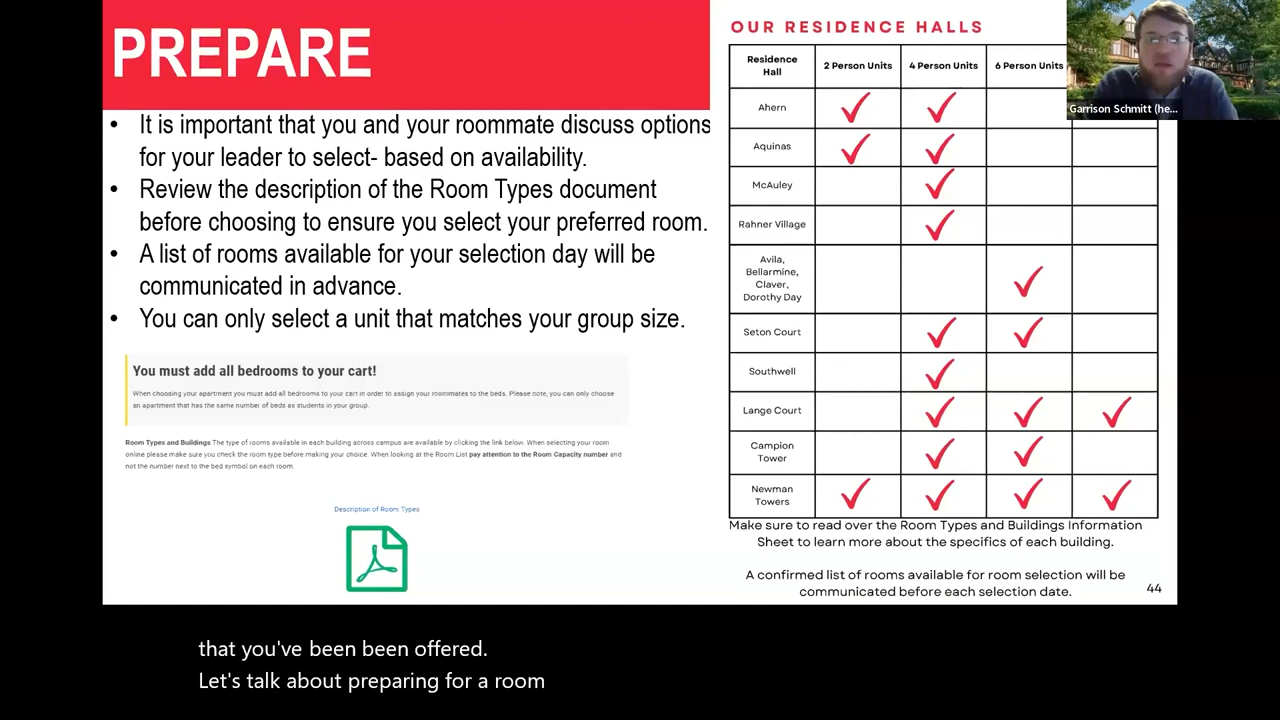 PREPARE
• It is important that you and your roommate discuss options
for your leader to select- based on availability.
• Review the description of the Room Types document
before choosing to ensure you select your preferred room.
• A list of rooms available for your selection day will be
communicated in advance.
• You can only select a unit that matches your group size.
You must add all bedrooms to your cart!
When choosing your apartment you must add all bedrooms to your cart in order to assign your roommates to the beds. Please note, you can only choose
an apartment that has the same number of beds as students in your group.
Room Types and Buildings The type of rooms available in each building across campus are available by clicking the link below. When selecting your room
online please make sure you check the room type before making your choice. When looking at the Room List pay attention to the Room Capacity number and
not the number next to the bed symbol on each room.
Description of Room Types
OUR RESIDENCE HALLS
Residence
Hall
2 Person Units
4 Person Units
6 Person Units
Ahern
Aquinas
McAuley
Rahner Village
Avila,
Bellarmine,
Claver,
Dorothy Day
Seton Court
Southwell
Lange Court
Campion
Tower
Newman
Towers
Make sure to read over the Room Types and Buildings Information
Sheet to learn more about the specifics of each building.
A confirmed list of rooms available for room selection will be
communicated before each selection date.
44
Garrison Schmitt (he...
that you've been been offered.
Let's talk about preparing for a room